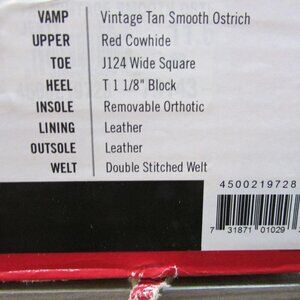 VAMP Vintage Tan Smooth Ostrich
UPPER Red Cowhide
TOE J124 Wide Square
HEEL T 1 1/8" Block
INSOLE Removable Orthotic
LINING Leather
OUTSOLE Leather
WELT Double Stitched Welt
4500219728
7 31871 01029